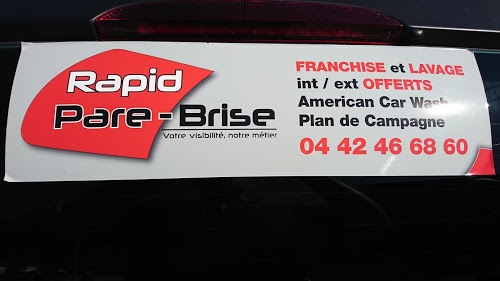 Rapid
Pare-Brise
Votre visibilité, notre métier
FRANCHISE et LAVAGE
int / ext OFFERTS
American Car Wash
Plan de Campagne
04 42 46 68 60